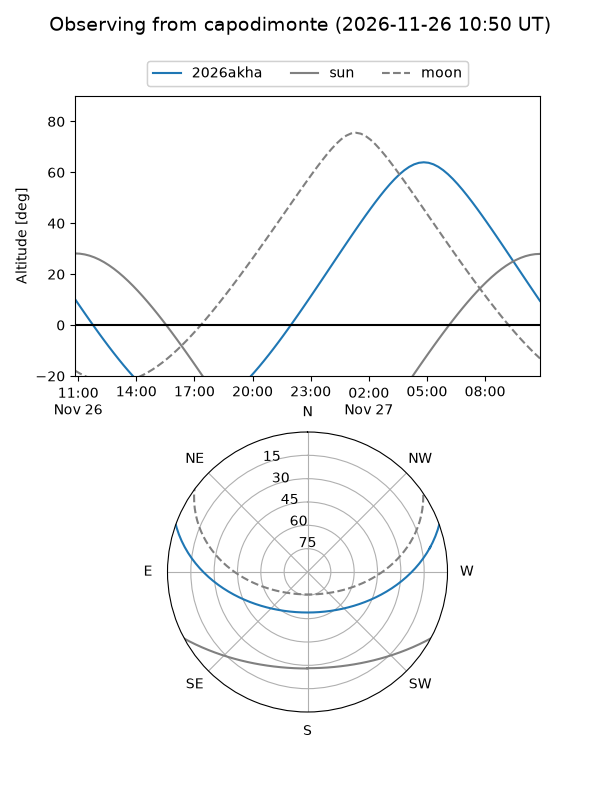 Observing from capodimonte (2026-11-26 10:50 UT)
2026akha sun moon
Altitude [deg]
80
60
40
20
0
−20
11:00 14:00 17:00 20:00 23:00 02:00 05:00 08:00
Nov 26 Nov 27
N
NE NW
15
30
45
60
75
E W
SE SW
S